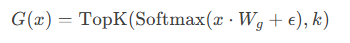 G(x) = TopK(Softmax(x · W_g + ϵ), k)